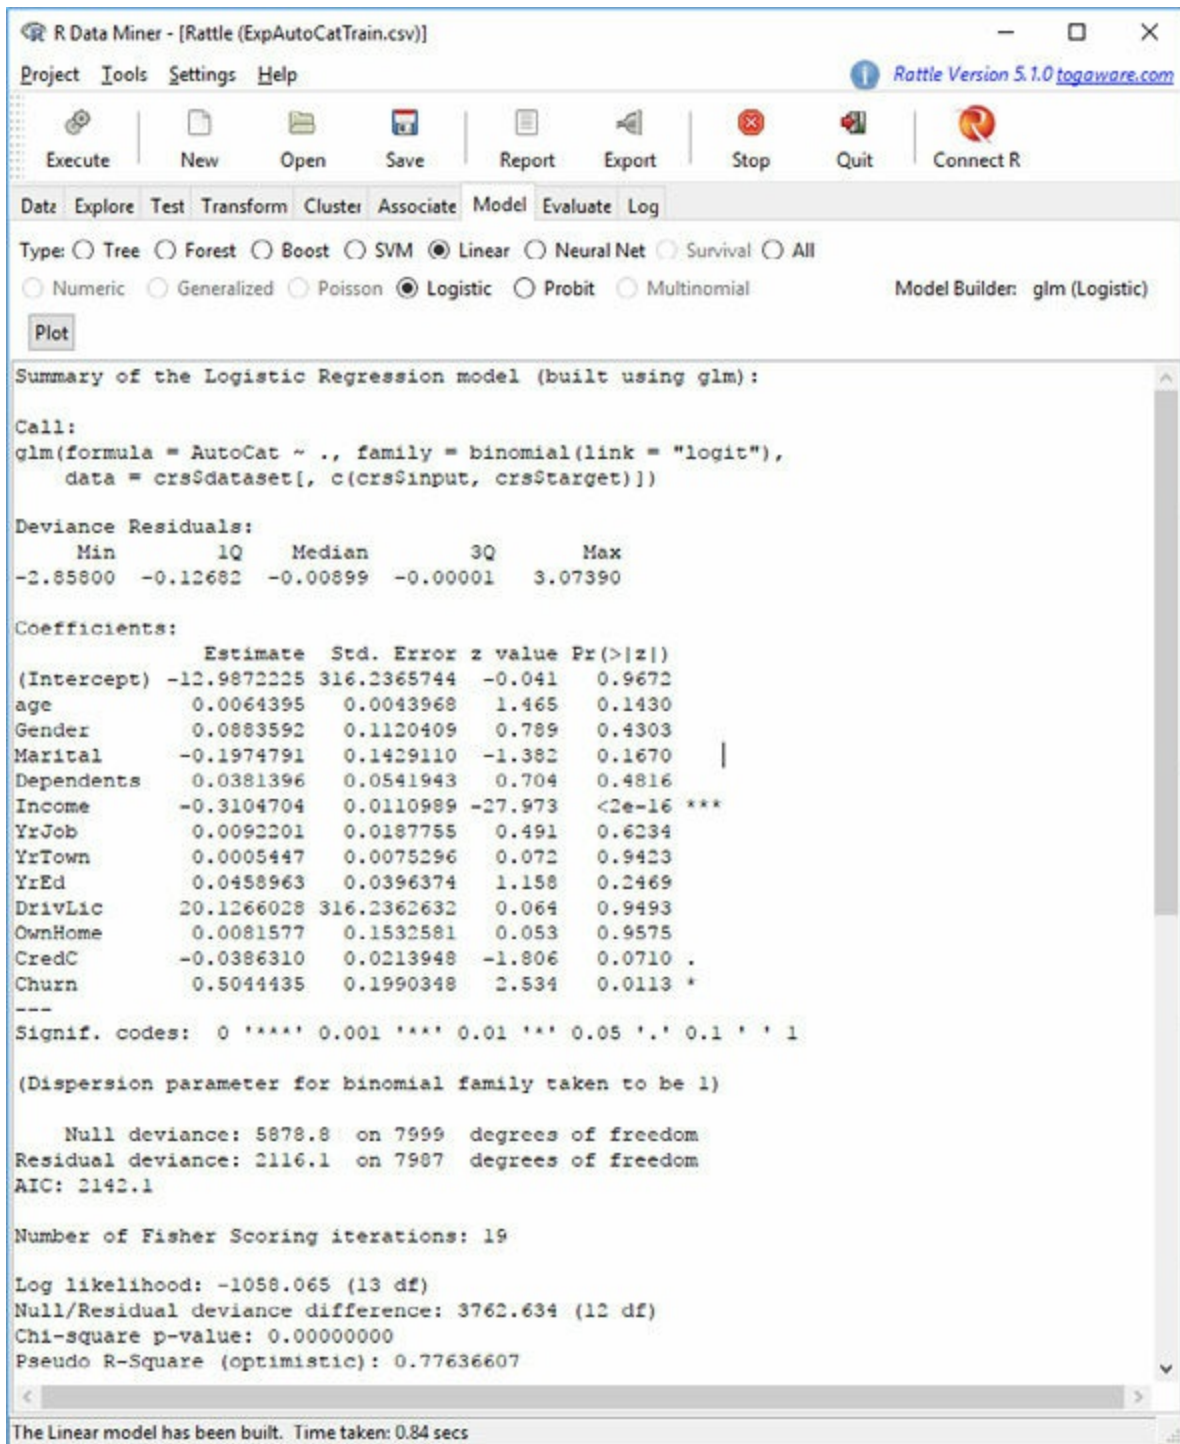 R Data Miner - [Rattle (ExpAutoCatTrain.csv)]
Project Tools Settings Help Rattle Version 5.1.0 togaware.com
Execute New Open Save Report Export Stop Quit Connect R
Data Explore Test Transform Cluster Associate Model Evaluate Log
Type: Tree Forest Boost SVM Linear Neural Net Survival All
Numeric Generalized Poisson Logistic Probit Multinomial Model Builder: glm (Logistic)
Plot
Summary of the Logistic Regression model (built using glm):
Call:
glm(formula = AutoCat ~ ., family = binomial(link = "logit"),
data = crs$dataset[, c(crs$input, crs$target)])
Deviance Residuals:
Min 1Q Median 3Q Max
-2.85800 -0.12682 -0.00899 -0.00001 3.07390
Coefficients:
Estimate Std. Error z value Pr(>|z|)
(Intercept) -12.9872225 316.2365744 -0.041 0.9672
age 0.0064395 0.0043968 1.465 0.1430
Gender 0.0883592 0.1120409 0.789 0.4303
Marital -0.1974791 0.1429110 -1.382 0.1670
Dependents 0.0381396 0.0541943 0.704 0.4816
Income -0.3104704 0.0110989 -27.973 <2e-16 ***
YrJob 0.0092201 0.0187755 0.491 0.6234
YrTown 0.0005447 0.0075296 0.072 0.9423
YrEd 0.0458963 0.0396374 1.158 0.2469
DrivLic 20.1266028 316.2362632 0.064 0.9493
OwnHome 0.0081577 0.1532581 0.053 0.9575
CredC -0.0386310 0.0213948 -1.806 0.0710 .
Churn 0.5044435 0.1990348 2.534 0.0113 *
---
Signif. codes: 0 '***' 0.001 '**' 0.01 '*' 0.05 '.' 0.1 ' ' 1
(Dispersion parameter for binomial family taken to be 1)
Null deviance: 5878.8 on 7999 degrees of freedom
Residual deviance: 2116.1 on 7987 degrees of freedom
AIC: 2142.1
Number of Fisher Scoring iterations: 19
Log likelihood: -1058.065 (13 df)
Null/Residual deviance difference: 3762.634 (12 df)
Chi-square p-value: 0.00000000
Pseudo R-Square (optimistic): 0.77636607
The Linear model has been built. Time taken: 0.84 secs